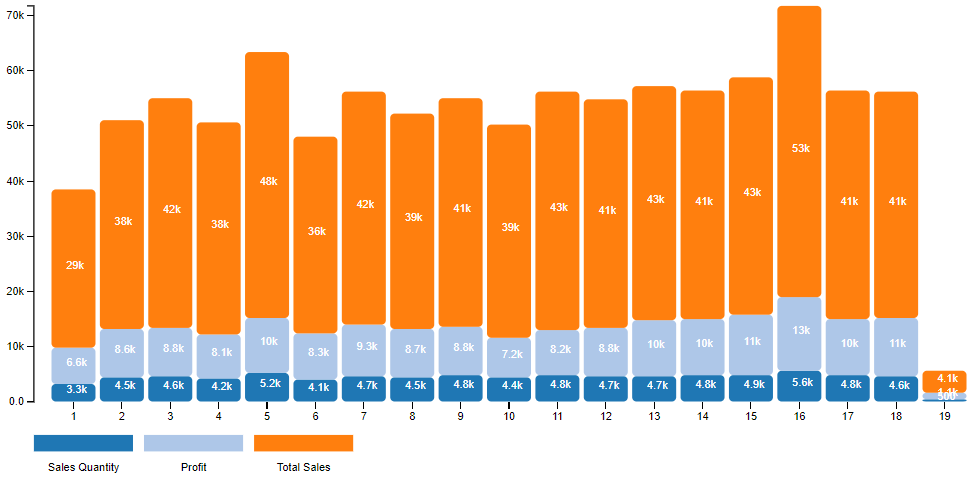 70k
60k
50k
40k
30k
20k
10k
0.0
29k 38k 42k 38k 48k 36k 42k 39k 41k 39k 43k 41k 43k 41k 43k 53k 41k 41k 4.1k
6.6k 8.6k 8.8k 8.1k 10k 8.3k 9.3k 8.7k 8.8k 7.2k 8.2k 8.8k 10k 10k 11k 13k 10k 11k 1.1k
3.3k 4.5k 4.6k 4.2k 5.2k 4.1k 4.7k 4.5k 4.8k 4.4k 4.8k 4.7k 4.7k 4.8k 4.9k 5.6k 4.8k 4.6k 500
1 2 3 4 5 6 7 8 9 10 11 12 13 14 15 16 17 18 19
Sales Quantity Profit Total Sales